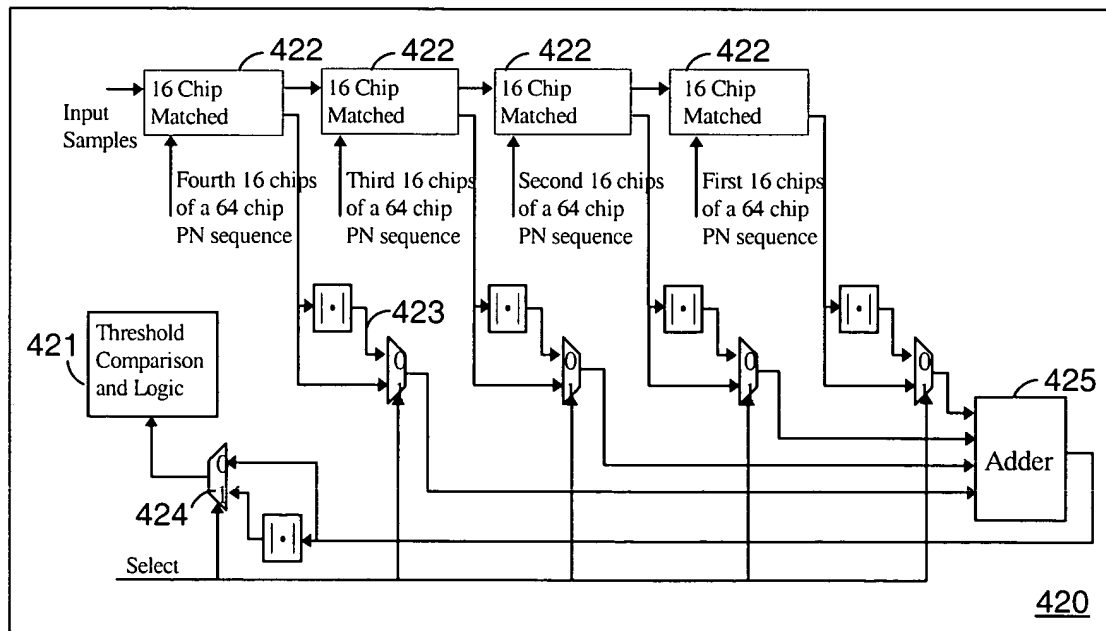 422
422
422
422
16 Chip
Matched
16 Chip
Matched
16 Chip
Matched
16 Chip
Matched
Input
Samples
Fourth 16 chips
of a 64 chip
PN sequence
Third 16 chips
of a 64 chip
PN sequence
Second 16 chips
of a 64 chip
PN sequence
First 16 chips
of a 64 chip
PN sequence
|•|
|•|
|•|
|•|
423
421
Threshold
Comparison
and Logic
0
1
0
1
0
1
0
1
425
Adder
0
1
424
|•|
Select
420